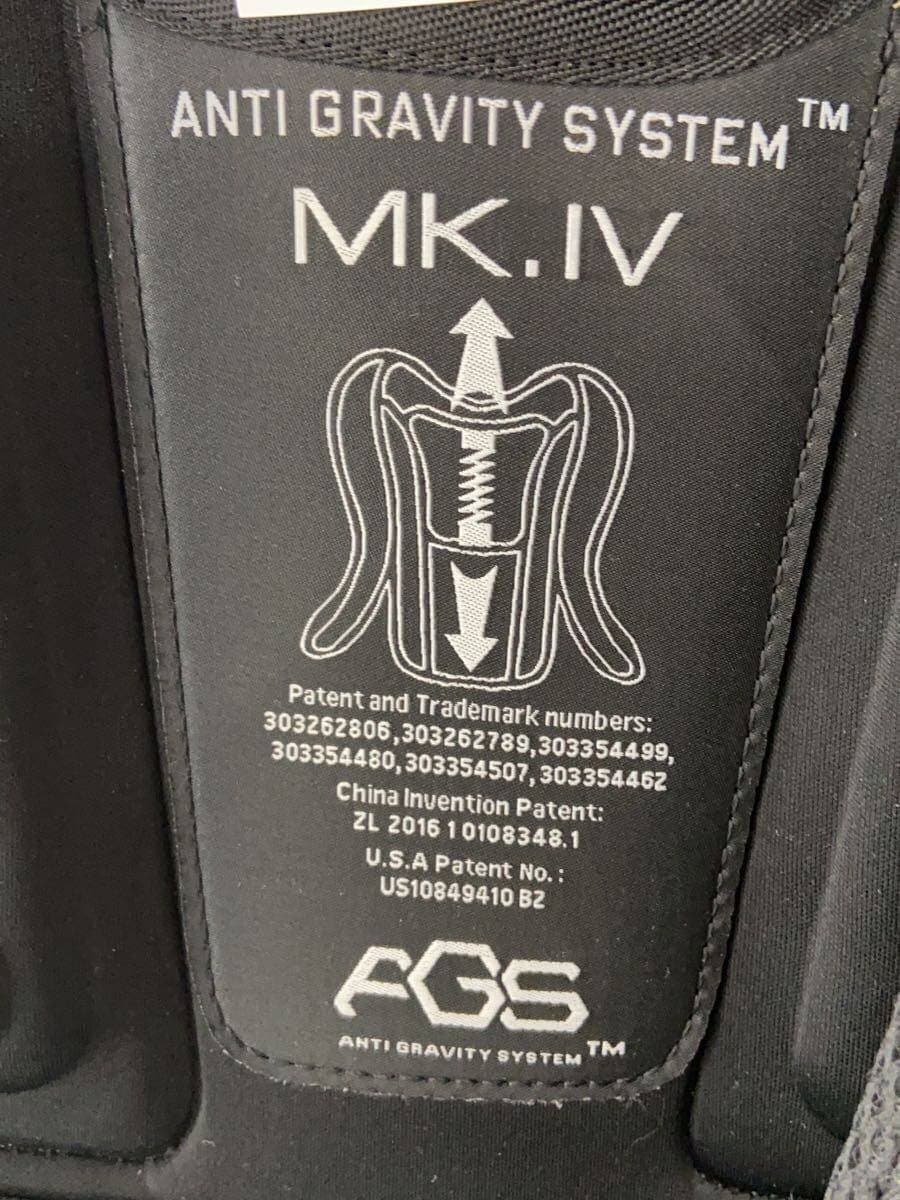 ANTI GRAVITY SYSTEM™
MK.IV
Patent and Trademark numbers:
303262806,303262789,303354499,
303354480,303354507,303354462
China Invention Patent:
ZL 2016 1 0108348.1
U.S.A Patent No.:
US10849410 B2
AGS
ANTI GRAVITY SYSTEM™